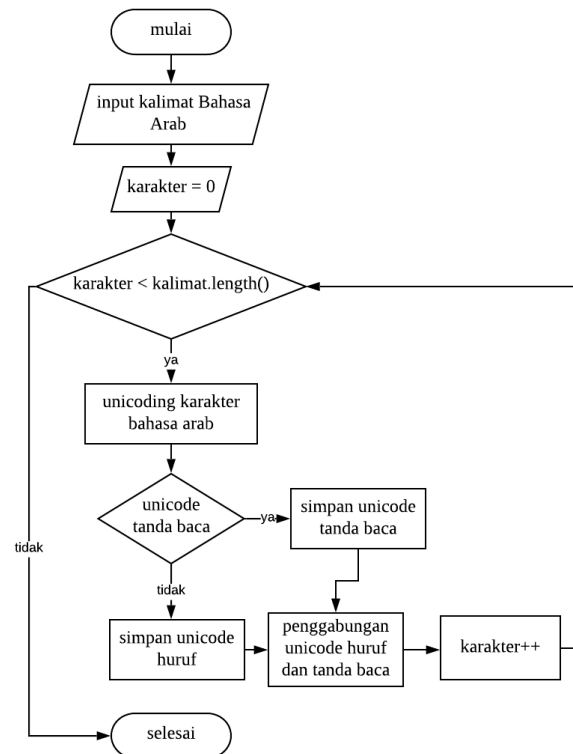 mulai
input kalimat Bahasa
Arab
karakter = 0
karakter < kalimat.length()
ya
unicoding karakter
bahasa arab
unicode
tanda baca
ya
simpan unicode
tanda baca
tidak
tidak
simpan unicode
huruf
penggabungan
unicode huruf
dan tanda baca
karakter++
selesai